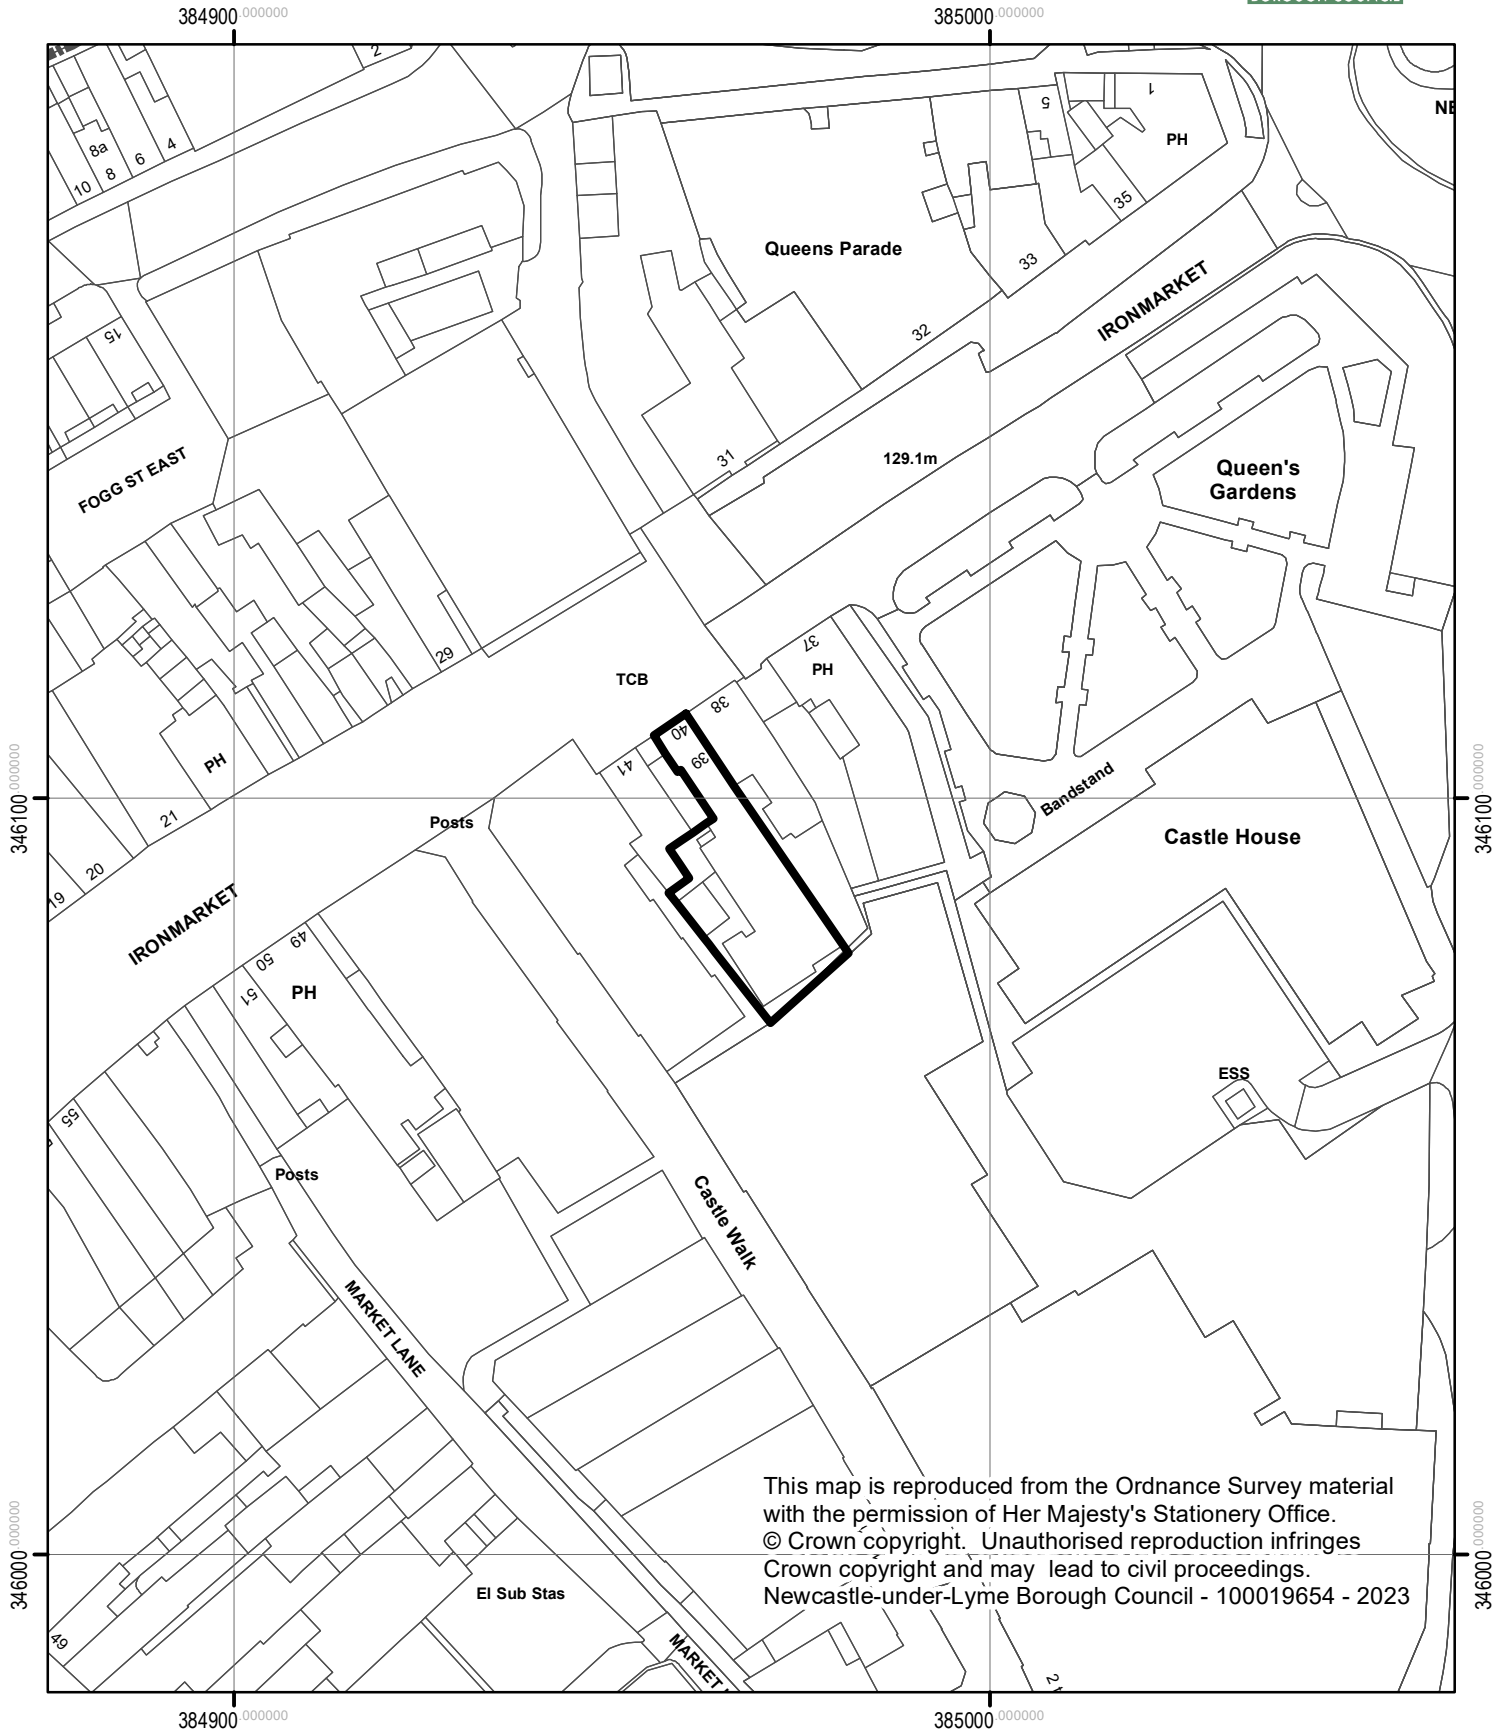 384900.000000
385000.000000
BOROUGH COUNCIL
2
8a
10
8
6
4
5
1
PH
NE
35
33
Queens Parade
32
IRONMARKET
15
FOGG ST EAST
31
129.1m
Queen's
Gardens
37
PH
29
TCB
38
40
39
41
PH
21
20
19
Posts
Bandstand
Castle House
346100.000000
346100.000000
IRONMARKET
49
50
51
PH
55
ESS
Posts
Castle Walk
MARKET LANE
This map is reproduced from the Ordnance Survey material
with the permission of Her Majesty's Stationery Office.
© Crown copyright. Unauthorised reproduction infringes
Crown copyright and may lead to civil proceedings.
Newcastle-under-Lyme Borough Council - 100019654 - 2023
346000.000000
346000.000000
El Sub Stas
49
MARKET
384900.000000
385000.000000